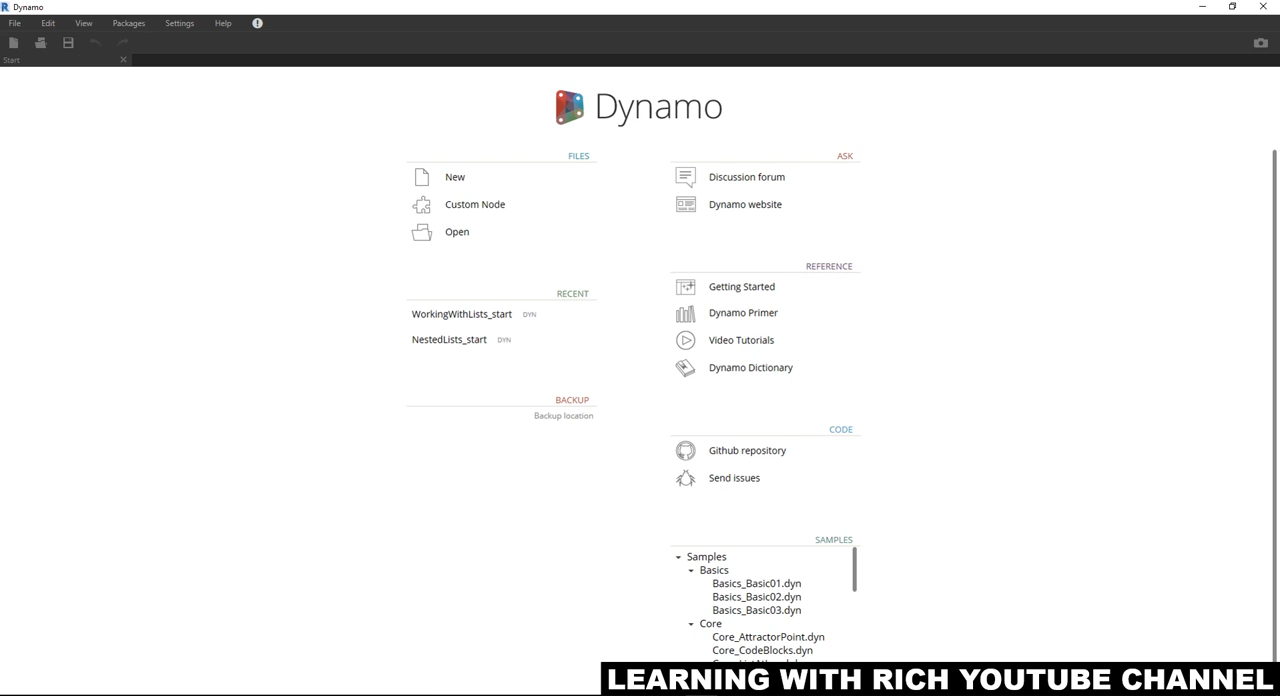 Dynamo
File Edit View Packages Settings Help
Start
Dynamo
FILES
New
Custom Node
Open
RECENT
WorkingWithLists_start DYN
NestedLists_start DYN
BACKUP
Backup location
ASK
Discussion forum
Dynamo website
REFERENCE
Getting Started
Dynamo Primer
Video Tutorials
Dynamo Dictionary
CODE
Github repository
Send issues
SAMPLES
Samples
Basics
Basics_Basic01.dyn
Basics_Basic02.dyn
Basics_Basic03.dyn
Core
Core_AttractorPoint.dyn
Core_CodeBlocks.dyn
LEARNING WITH RICH YOUTUBE CHANNEL